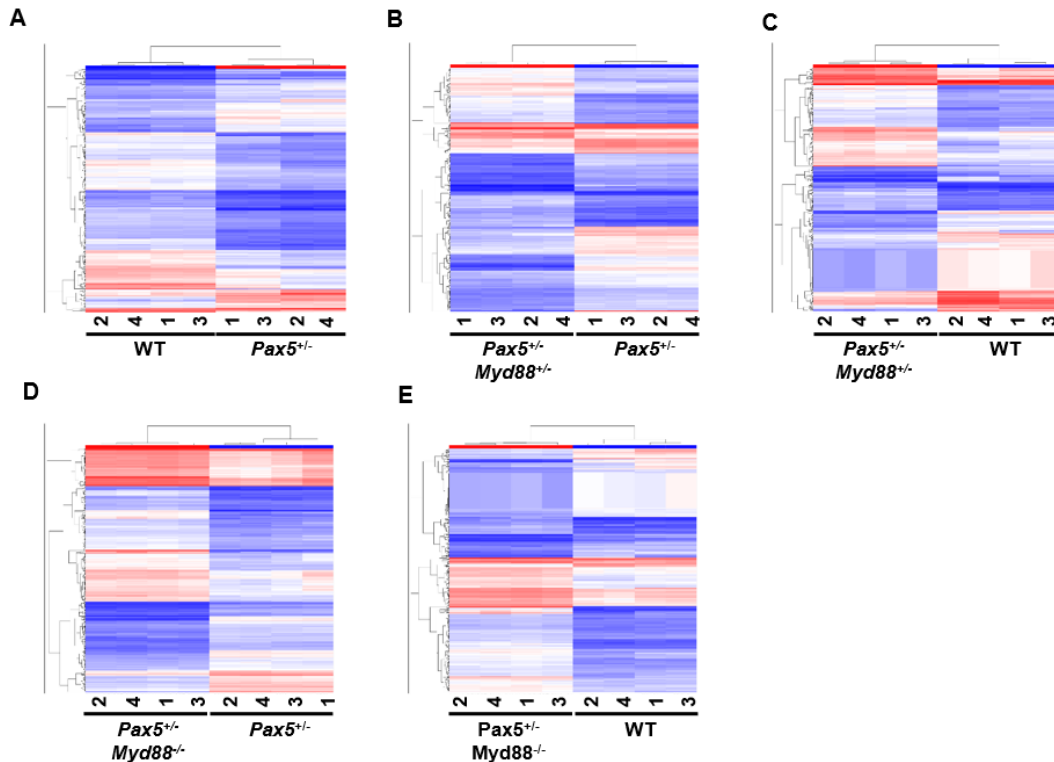 A
2 4 1 3 1 3 2 4
WT Pax5+/-
B
1 3 2 4 1 3 2 4
Pax5+/- Pax5+/-
Myd88+/-
C
2 4 1 3 2 4 1 3
Pax5+/- WT
Myd88+/-
D
2 4 1 3 2 4 3 1
Pax5+/- Pax5+/-
Myd88-/-
E
2 4 1 3 2 4 1 3
Pax5+/- WT
Myd88-/-